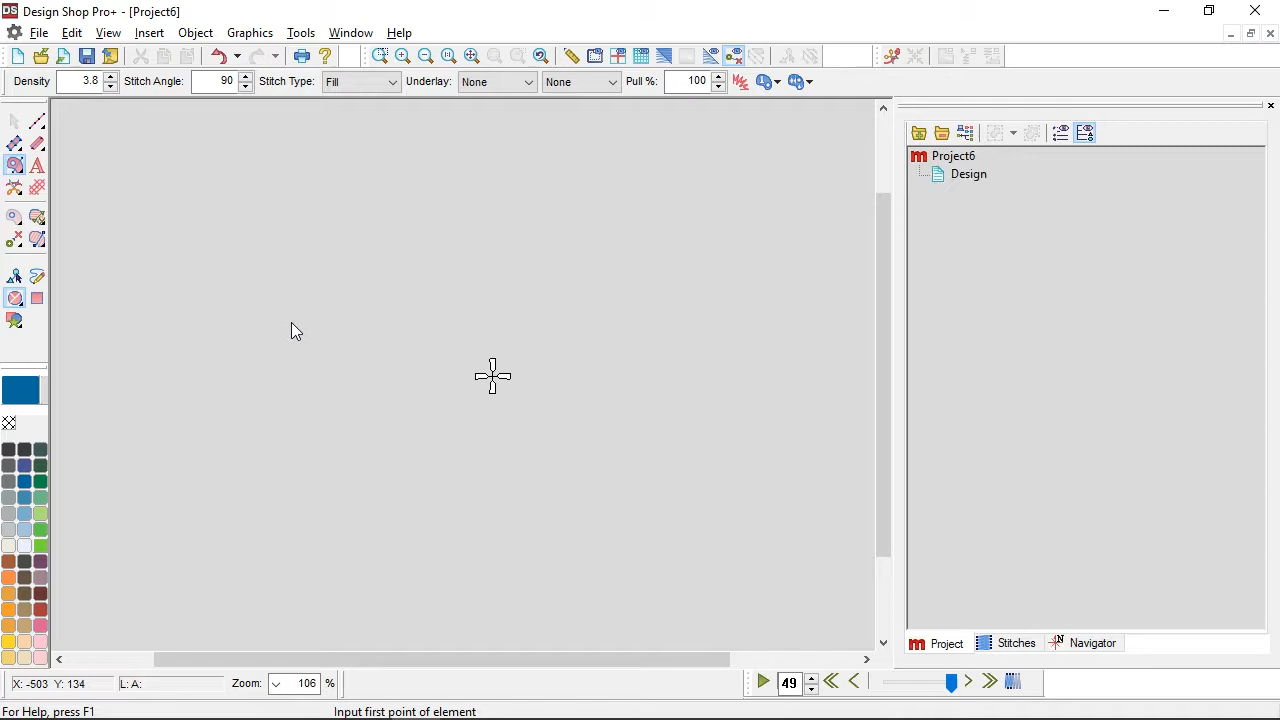 DS Design Shop Pro+ - [Project6]
File Edit View Insert Object Graphics Tools Window Help
Density 3.8 Stitch Angle: 90 Stitch Type: Fill Underlay: None None Pull %: 100
Project6
Design
Project Stitches N Navigator
X: -503 Y: 134 L: A: Zoom: 106 % 49
For Help, press F1 Input first point of element